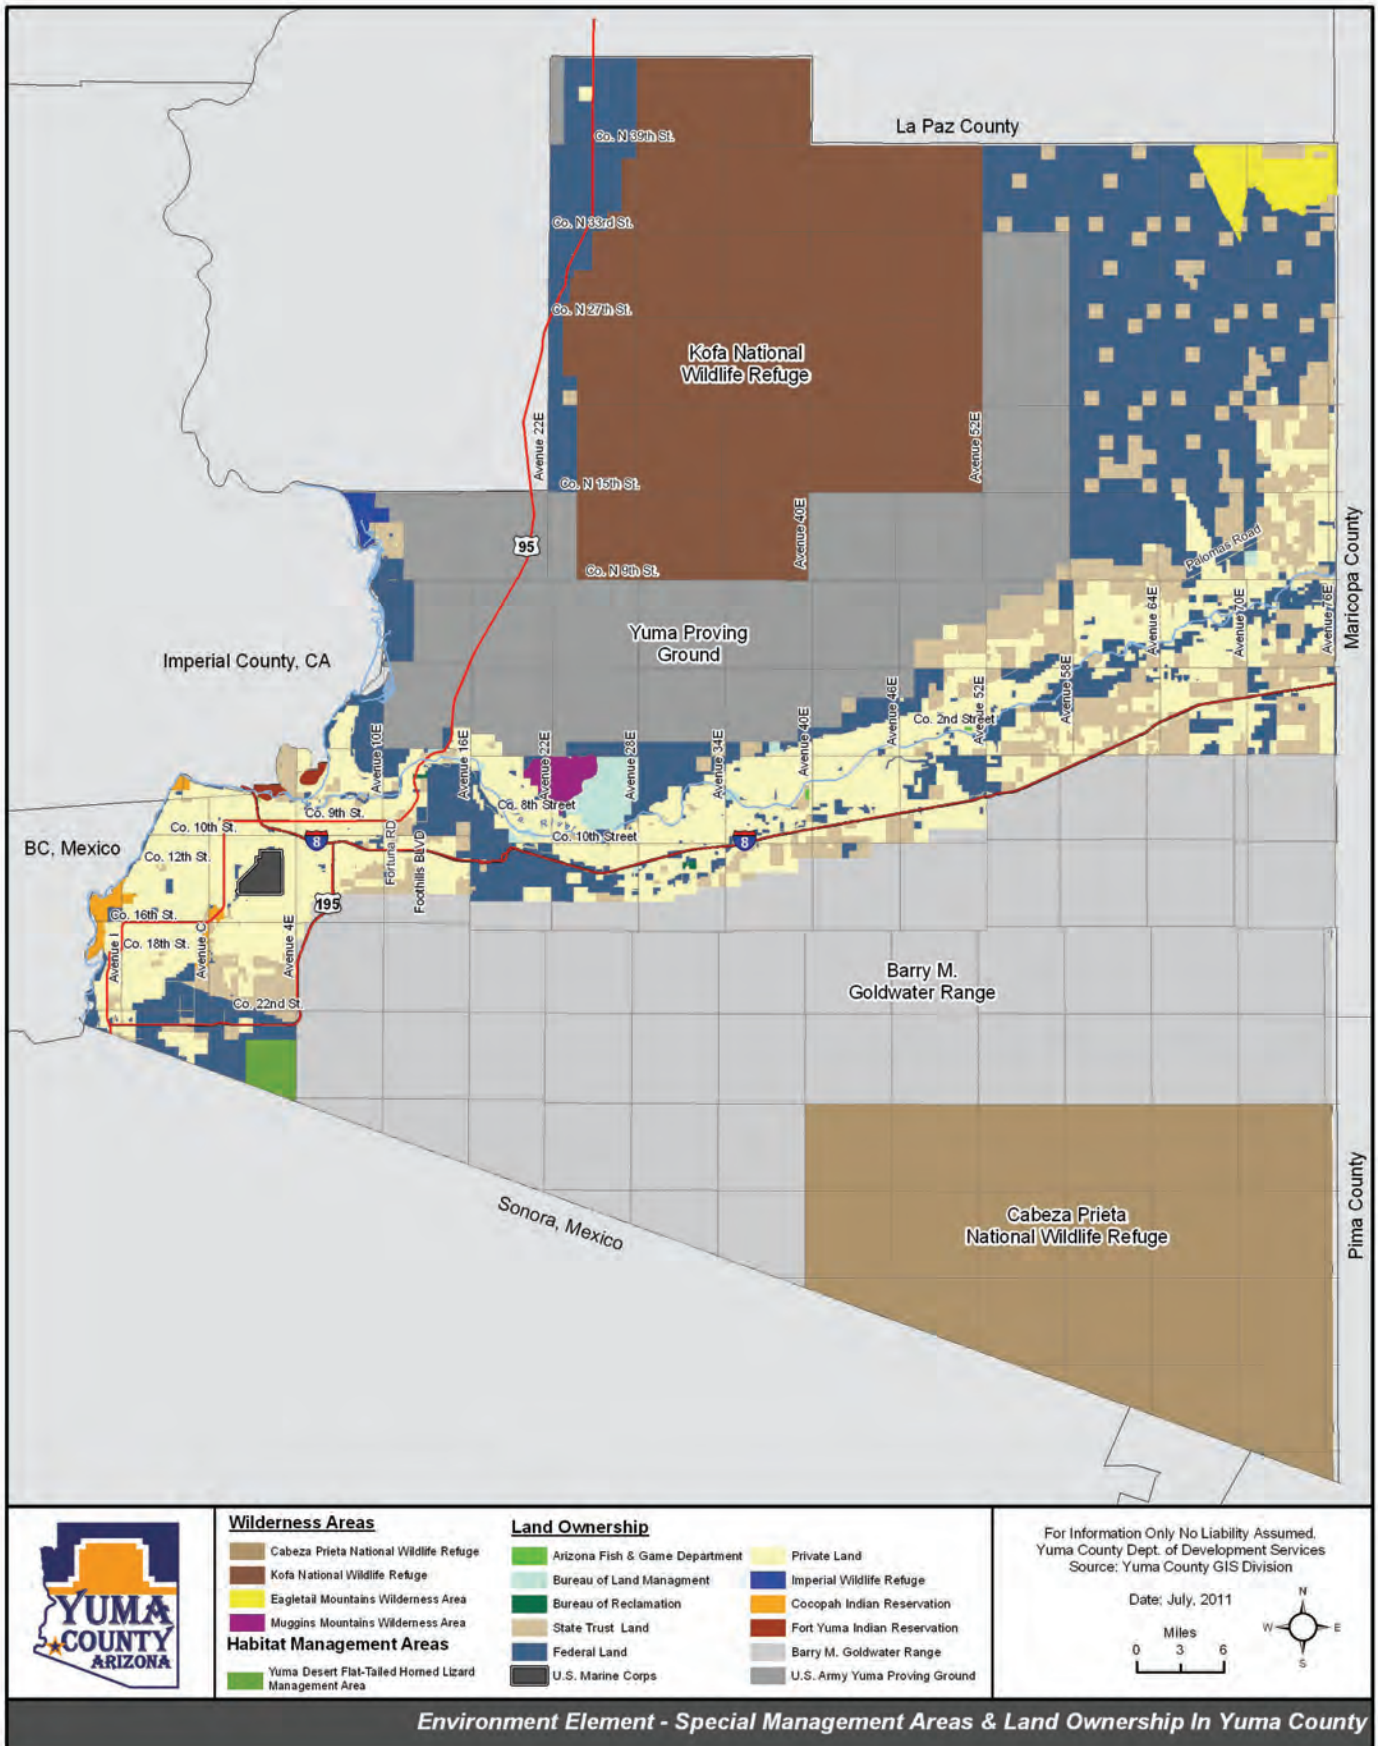 La Paz County
Co. N 39th St.
Co. N 33rd St.
Co. N 27th St.
Kofa National
Wildlife Refuge
Avenue 22E
Avenue 52E
Co. N 15th St.
Avenue 40E
95
Co. N 9th St.
Palomas Road
Maricopa County
Avenue 64E
Avenue 70E
Avenue 76E
Yuma Proving
Ground
Imperial County, CA
Avenue 58E
Avenue 46E
Avenue 52E
Co. 2nd Street
Avenue 10E
Avenue 16E
Avenue 22E
Avenue 28E
Avenue 34E
Avenue 40E
Co. 8th Street
Co. 9th St.
Co. 10th St.
Co. 10th Street
8
8
BC, Mexico
Co. 12th St.
Fortuna RD
Foothills BLVD
195
Co. 16th St.
Co. 18th St.
Avenue I
Avenue C
Avenue 4E
Co. 22nd St.
Barry M.
Goldwater Range
Sonora, Mexico
Cabeza Prieta
National Wildlife Refuge
Pima County
YUMA
COUNTY
ARIZONA
Wilderness Areas
Cabeza Prieta National Wildlife Refuge
Kofa National Wildlife Refuge
Eagletail Mountains Wilderness Area
Muggins Mountains Wilderness Area
Habitat Management Areas
Yuma Desert Flat-Tailed Horned Lizard
Management Area
Land Ownership
Arizona Fish & Game Department
Bureau of Land Managment
Bureau of Reclamation
State Trust Land
Federal Land
U.S. Marine Corps
Private Land
Imperial Wildlife Refuge
Cocopah Indian Reservation
Fort Yuma Indian Reservation
Barry M. Goldwater Range
U.S. Army Yuma Proving Ground
For Information Only No Liability Assumed.
Yuma County Dept. of Development Services
Source: Yuma County GIS Division
Date: July, 2011
Miles
0 3 6
N
W E
S
Environment Element - Special Management Areas & Land Ownership In Yuma County